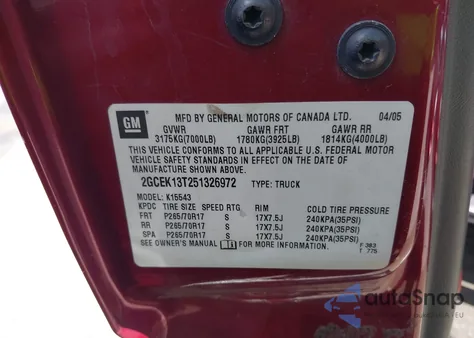 GM
MFD BY GENERAL MOTORS OF CANADA LTD. 04/05
GVWR GAWR FRT GAWR RR
3175KG(7000LB) 1780KG(3925LB) 1814KG(4000LB)
THIS VEHICLE CONFORMS TO ALL APPLICABLE U.S. FEDERAL MOTOR
VEHICLE SAFETY STANDARDS IN EFFECT ON THE DATE OF
MANUFACTURE SHOWN ABOVE.
2GCEK13T251326972 TYPE: TRUCK
MODEL: K15543
KPDC TIRE SIZE SPEED RTG RIM COLD TIRE PRESSURE
FRT P265/70R17 S 17X7.5J 240KPA(35PSI)
RR P265/70R17 S 17X7.5J 240KPA(35PSI)
SPA P265/70R17 S 17X7.5J 240KPA(35PSI)
SEE OWNER'S MANUAL FOR MORE INFORMATION.
F 363
T 775
autoSnap